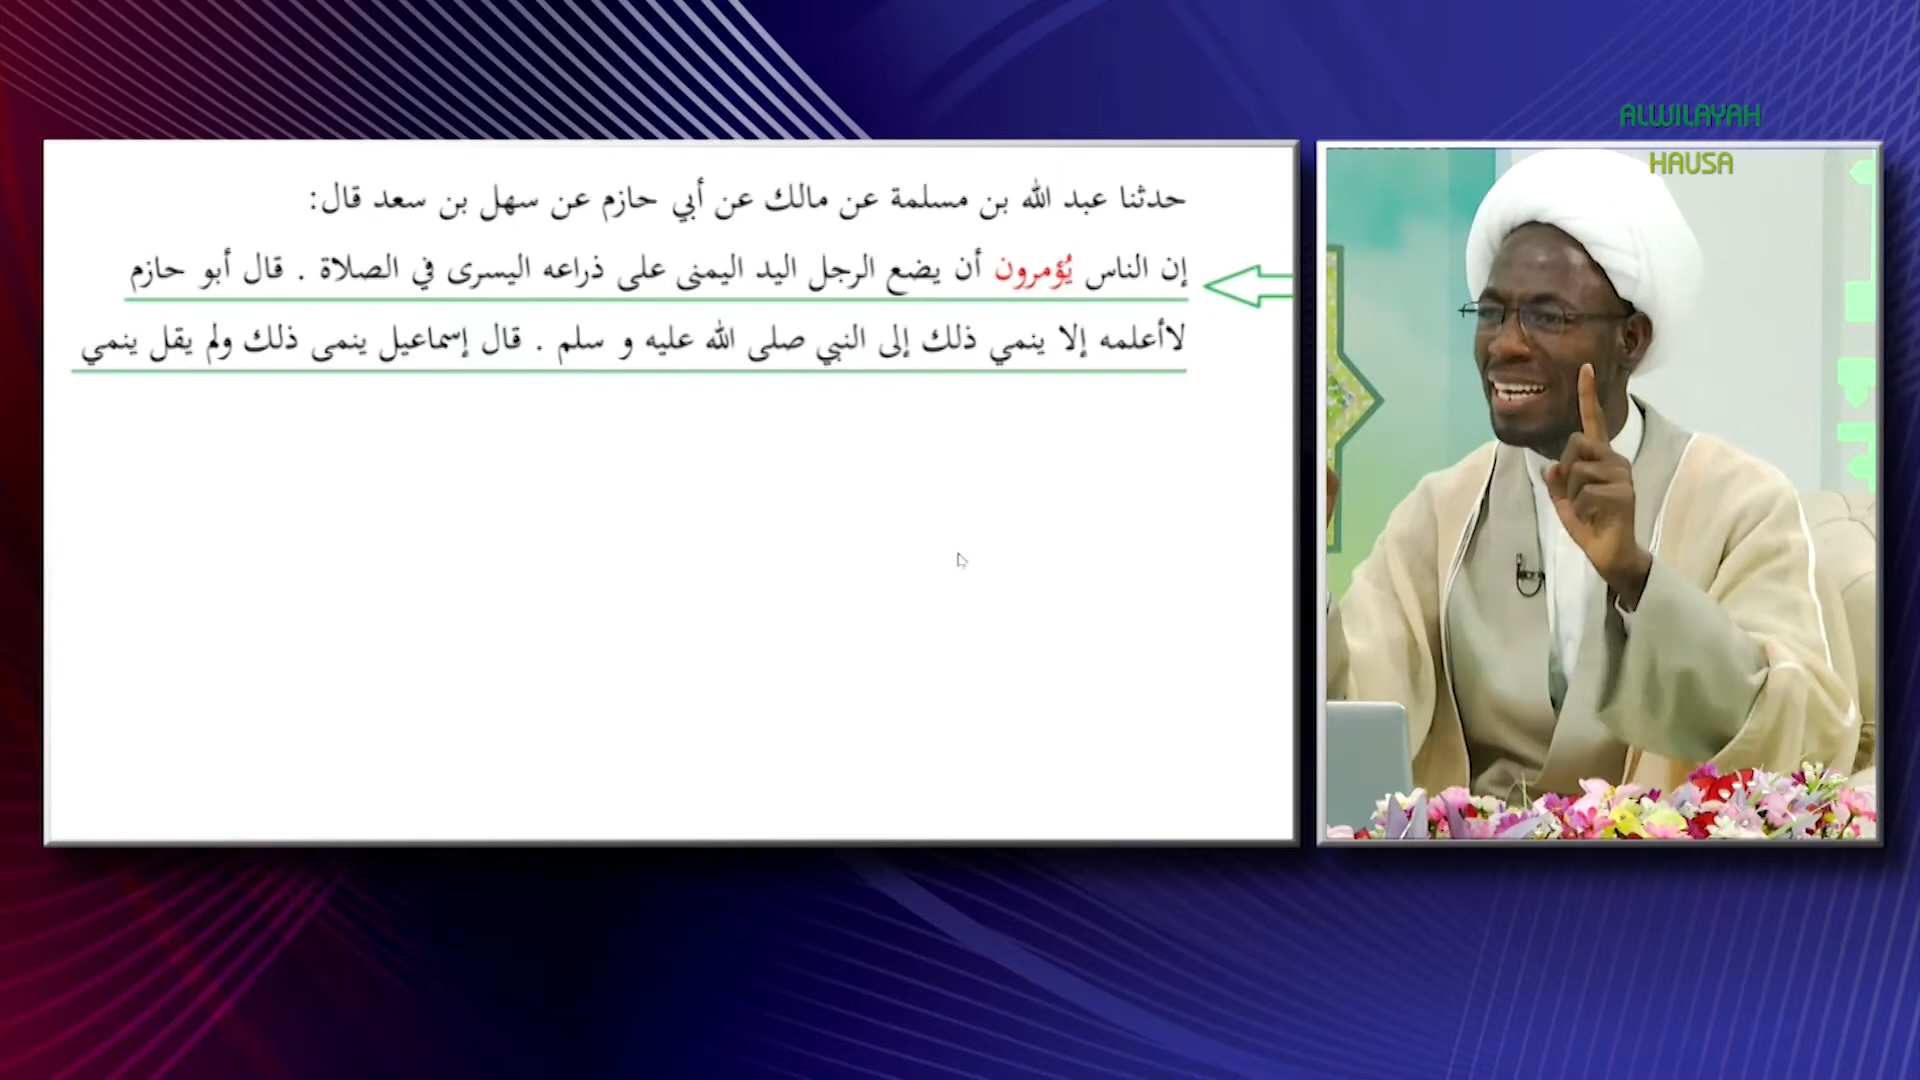 حدثنا عبد الله بن مسلمة عن مالك عن أبي حازم عن سهل بن سعد قال:
إن الناس يُؤمرون أن يضع الرجل اليد اليمنى على ذراعه اليسرى في الصلاة . قال أبو حازم
لاأعلمه إلا ينمي ذلك إلى النبي صلى الله عليه و سلم . قال إسماعيل ينمى ذلك ولم يقل ينمي
ALWILAYAH
HAUSA